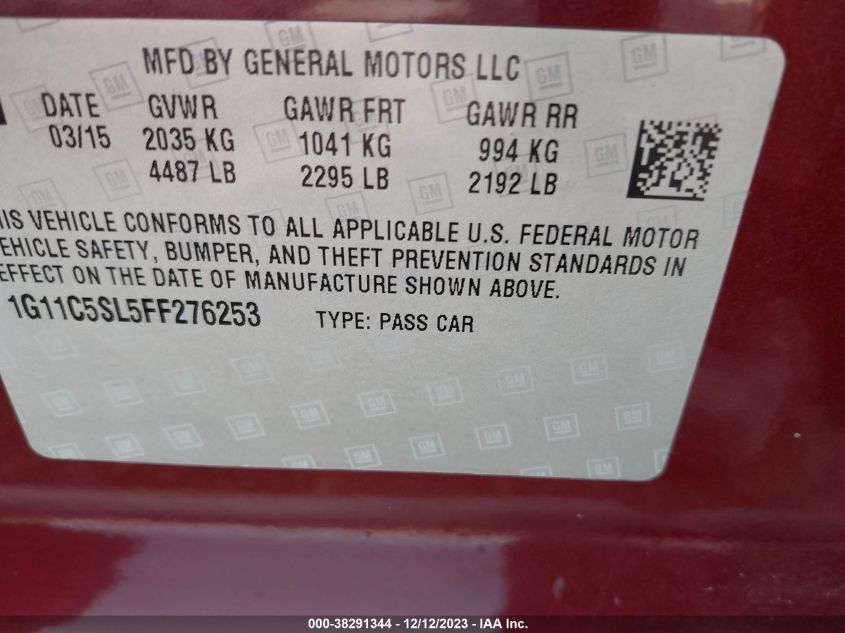 MFD BY GENERAL MOTORS LLC
DATE GVWR GAWR FRT GAWR RR
03/15 2035 KG 1041 KG 994 KG
4487 LB 2295 LB 2192 LB
VEHICLE CONFORMS TO ALL APPLICABLE U.S. FEDERAL MOTOR
SAFETY, BUMPER, AND THEFT PREVENTION STANDARDS IN
ON THE DATE OF MANUFACTURE SHOWN ABOVE.
1G11C5SL5FF276253 TYPE: PASS CAR
GM
000-38291344 - 12/12/2023 - IAA Inc.